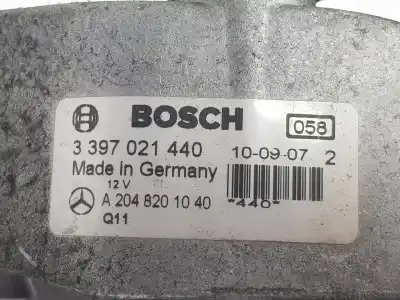 BOSCH 058
3 397 021 440 10-09-07 2
Made in Germany
12 V
A 204 820 10 40 *440*
Q11